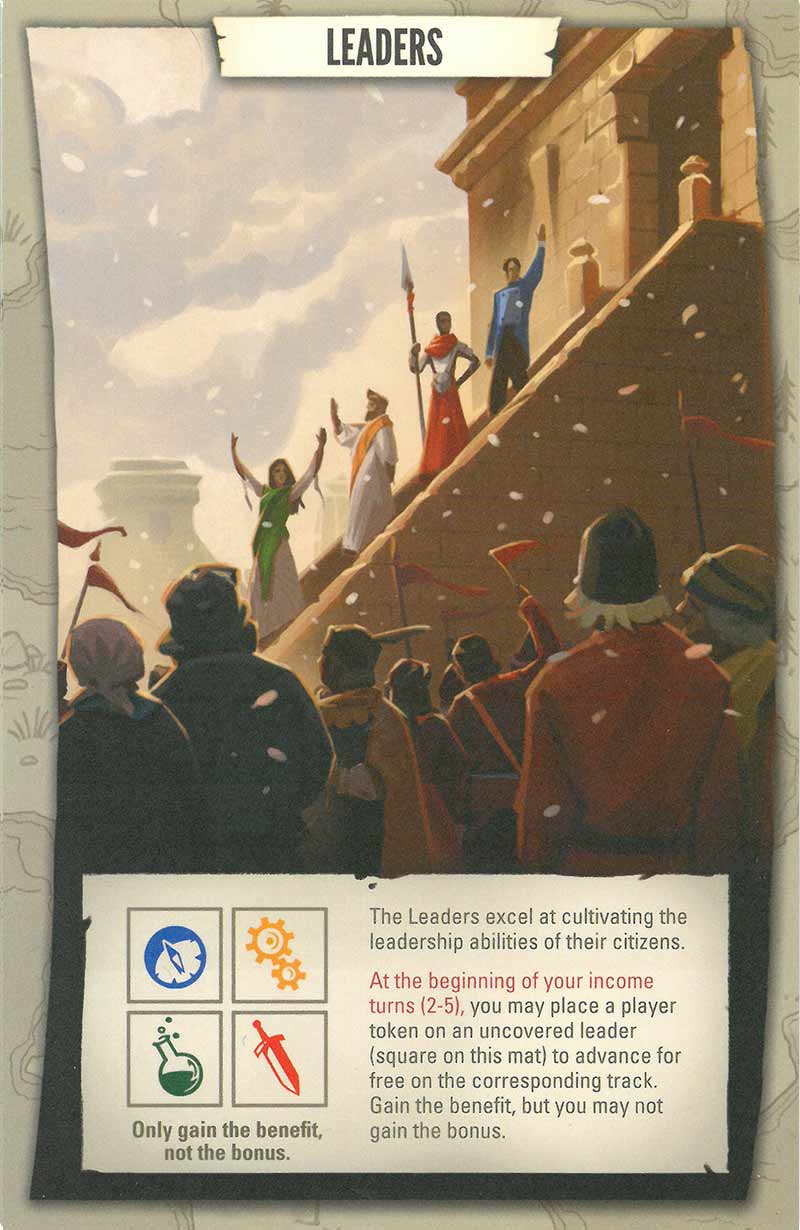 LEADERS
The Leaders excel at cultivating the
leadership abilities of their citizens.
At the beginning of your income
turns (2-5), you may place a player
token on an uncovered leader
(square on this mat) to advance for
free on the corresponding track.
Gain the benefit, but you may not
gain the bonus.
Only gain the benefit,
not the bonus.